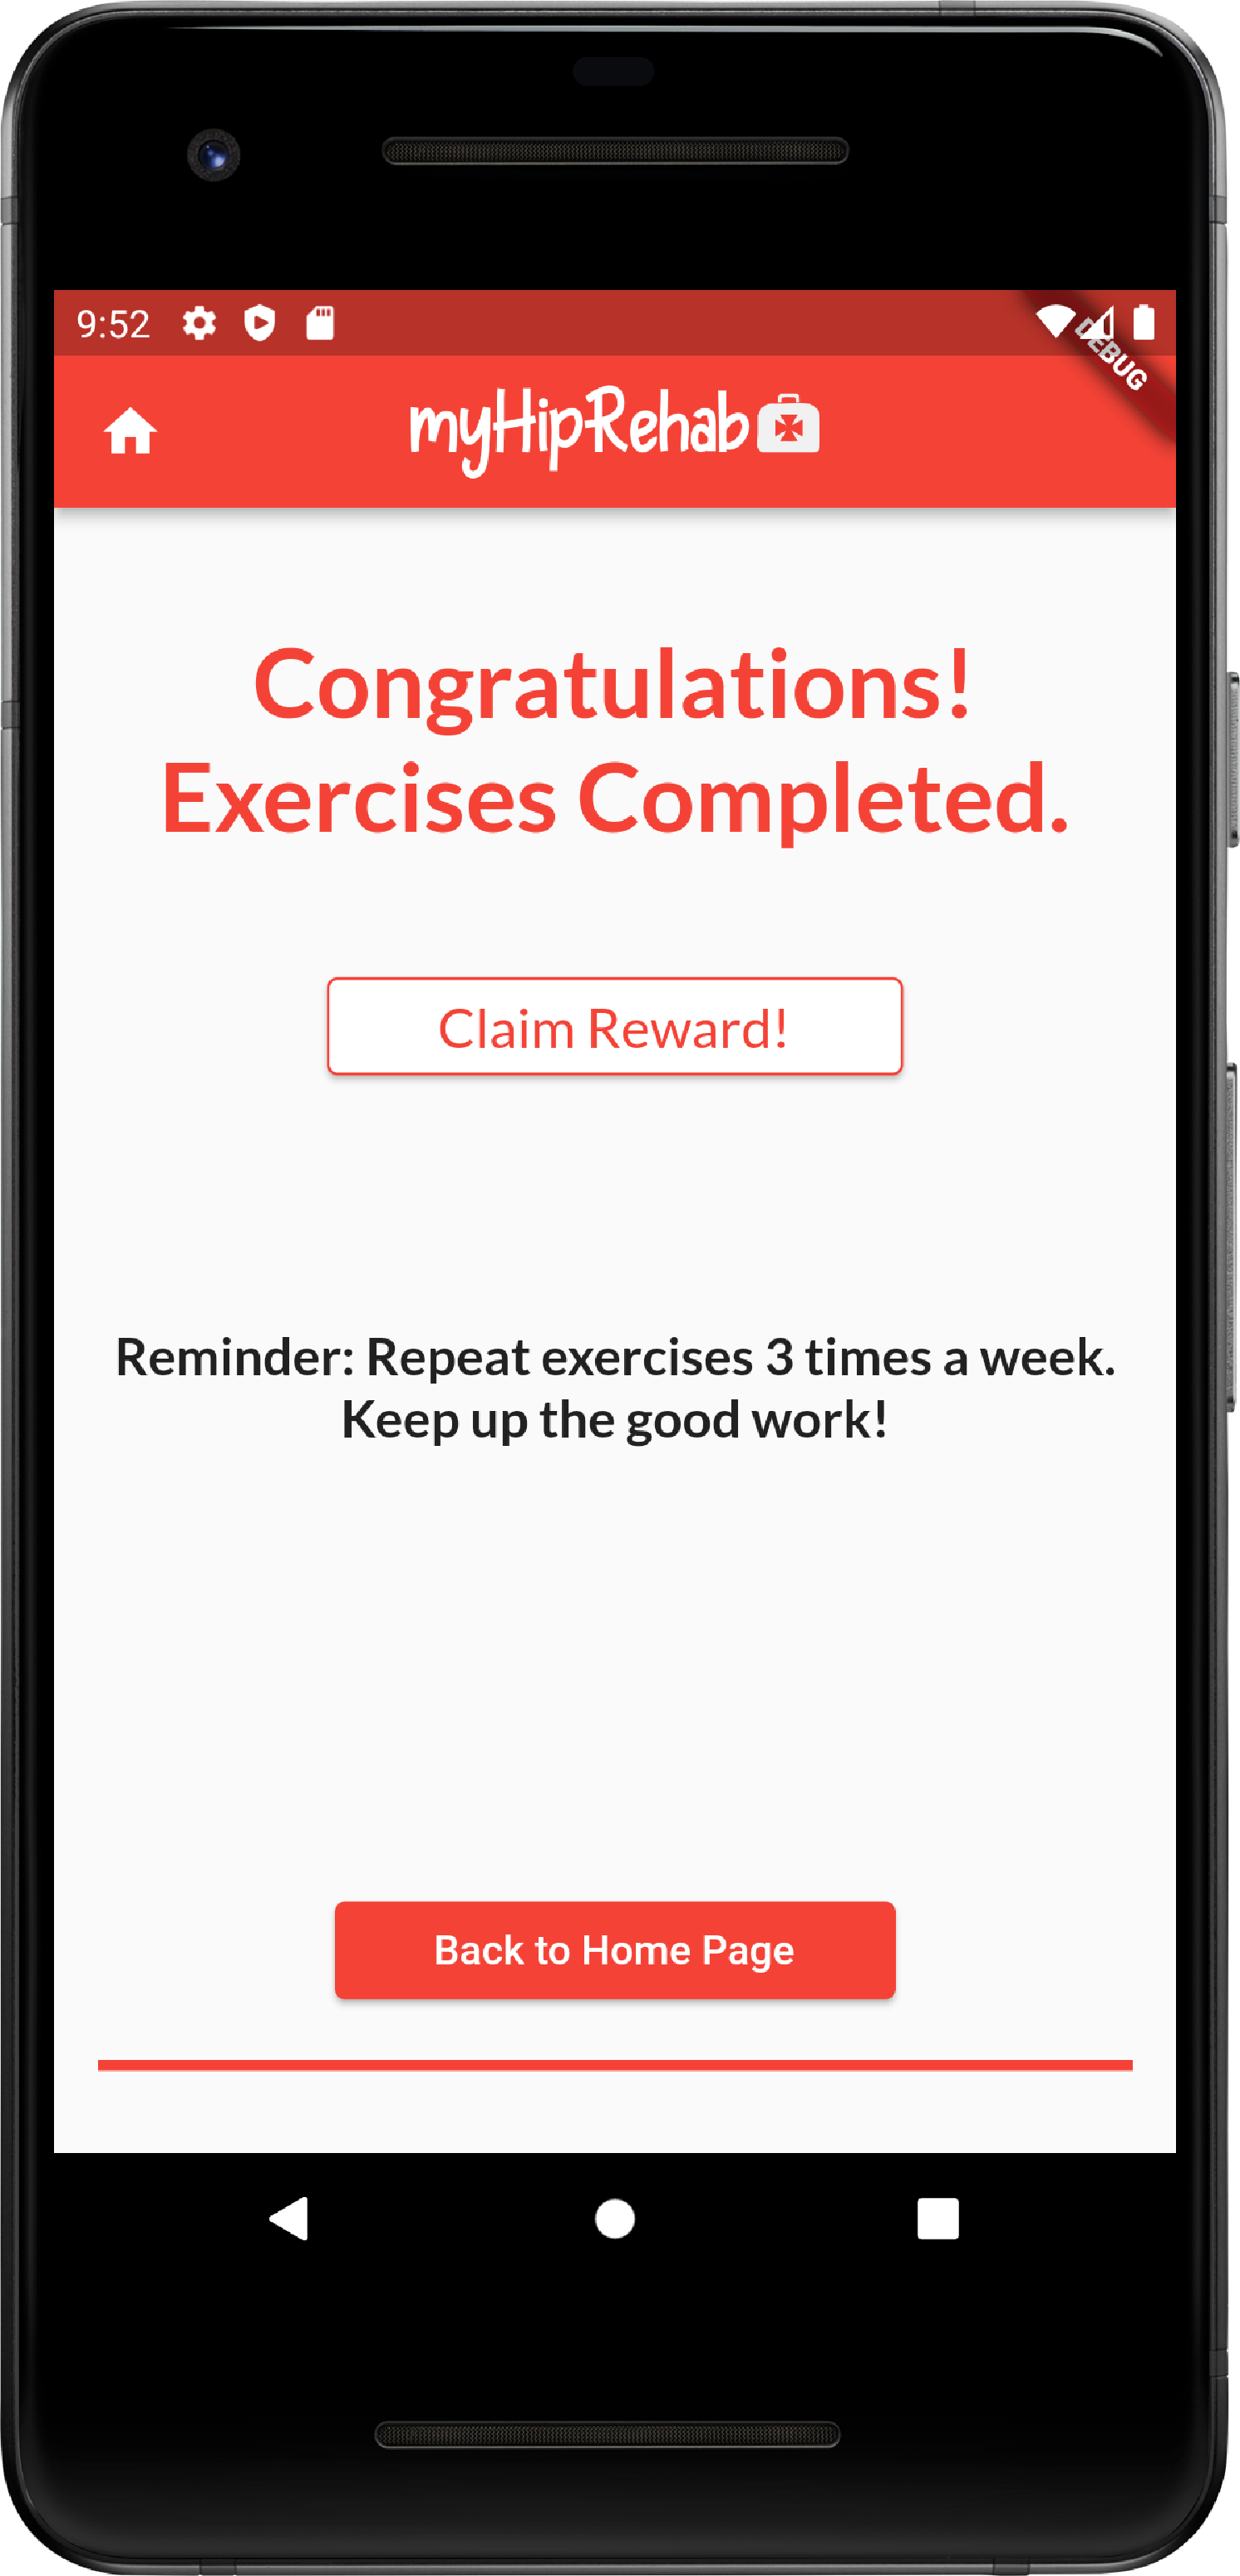 9:52
DEBUG
myHipRehab
Congratulations!
Exercises Completed.
Claim Reward!
Reminder: Repeat exercises 3 times a week.
Keep up the good work!
Back to Home Page